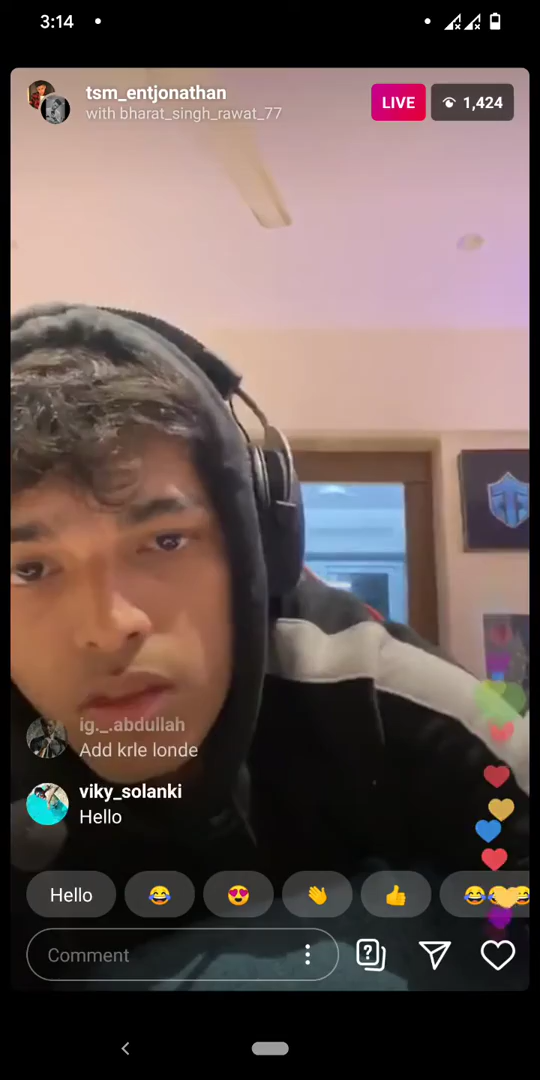 3:14
tsm_entjonathan
with bharat_singh_rawat_77
LIVE
1,424
ig._.abdullah
Add krle londe
viky_solanki
Hello
Hello
Comment